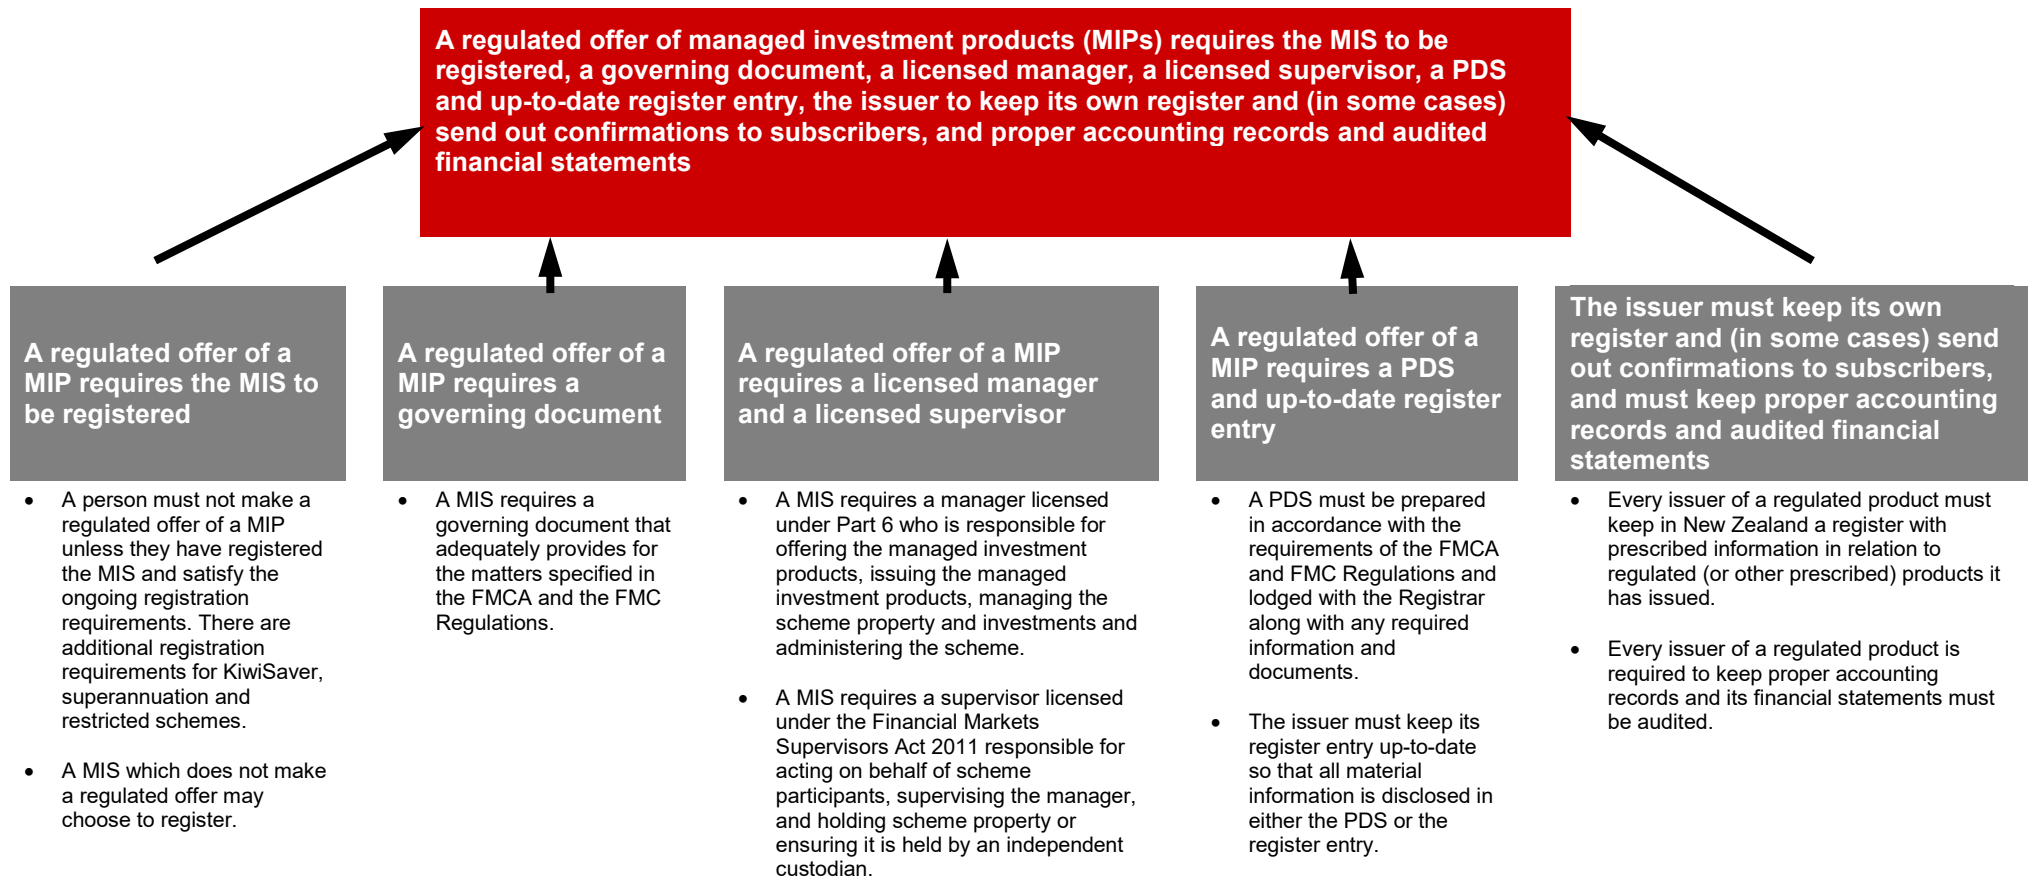 A regulated offer of managed investment products (MIPs) requires the MIS to be
registered, a governing document, a licensed manager, a licensed supervisor, a PDS
and up-to-date register entry, the issuer to keep its own register and (in some cases)
send out confirmations to subscribers, and proper accounting records and audited
financial statements
A regulated offer of a
MIP requires the MIS to
be registered
• A person must not make a
regulated offer of a MIP
unless they have registered
the MIS and satisfy the
ongoing registration
requirements. There are
additional registration
requirements for KiwiSaver,
superannuation and
restricted schemes.
• A MIS which does not make
a regulated offer may
choose to register.
A regulated offer of a
MIP requires a
governing document
• A MIS requires a
governing document that
adequately provides for
the matters specified in
the FMCA and the FMC
Regulations.
A regulated offer of a MIP
requires a licensed manager
and a licensed supervisor
• A MIS requires a manager licensed
under Part 6 who is responsible for
offering the managed investment
products, issuing the managed
investment products, managing the
scheme property and investments and
administering the scheme.
• A MIS requires a supervisor licensed
under the Financial Markets
Supervisors Act 2011 responsible for
acting on behalf of scheme
participants, supervising the manager,
and holding scheme property or
ensuring it is held by an independent
custodian.
A regulated offer of a
MIP requires a PDS
and up-to-date register
entry
• A PDS must be prepared
in accordance with the
requirements of the FMCA
and FMC Regulations and
lodged with the Registrar
along with any required
information and
documents.
• The issuer must keep its
register entry up-to-date
so that all material
information is disclosed in
either the PDS or the
register entry.
The issuer must keep its own
register and (in some cases) send
out confirmations to subscribers,
and must keep proper accounting
records and audited financial
statements
• Every issuer of a regulated product must
keep in New Zealand a register with
prescribed information in relation to
regulated (or other prescribed) products it
has issued.
• Every issuer of a regulated product is
required to keep proper accounting
records and its financial statements must
be audited.